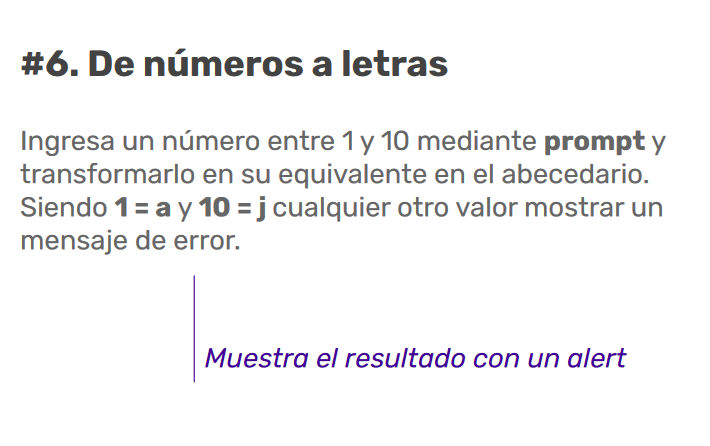 #6. De números a letras
Ingresa un número entre 1 y 10 mediante prompt y
transformarlo en su equivalente en el abecedario.
Siendo 1 = a y 10 = j cualquier otro valor mostrar un
mensaje de error.
Muestra el resultado con un alert